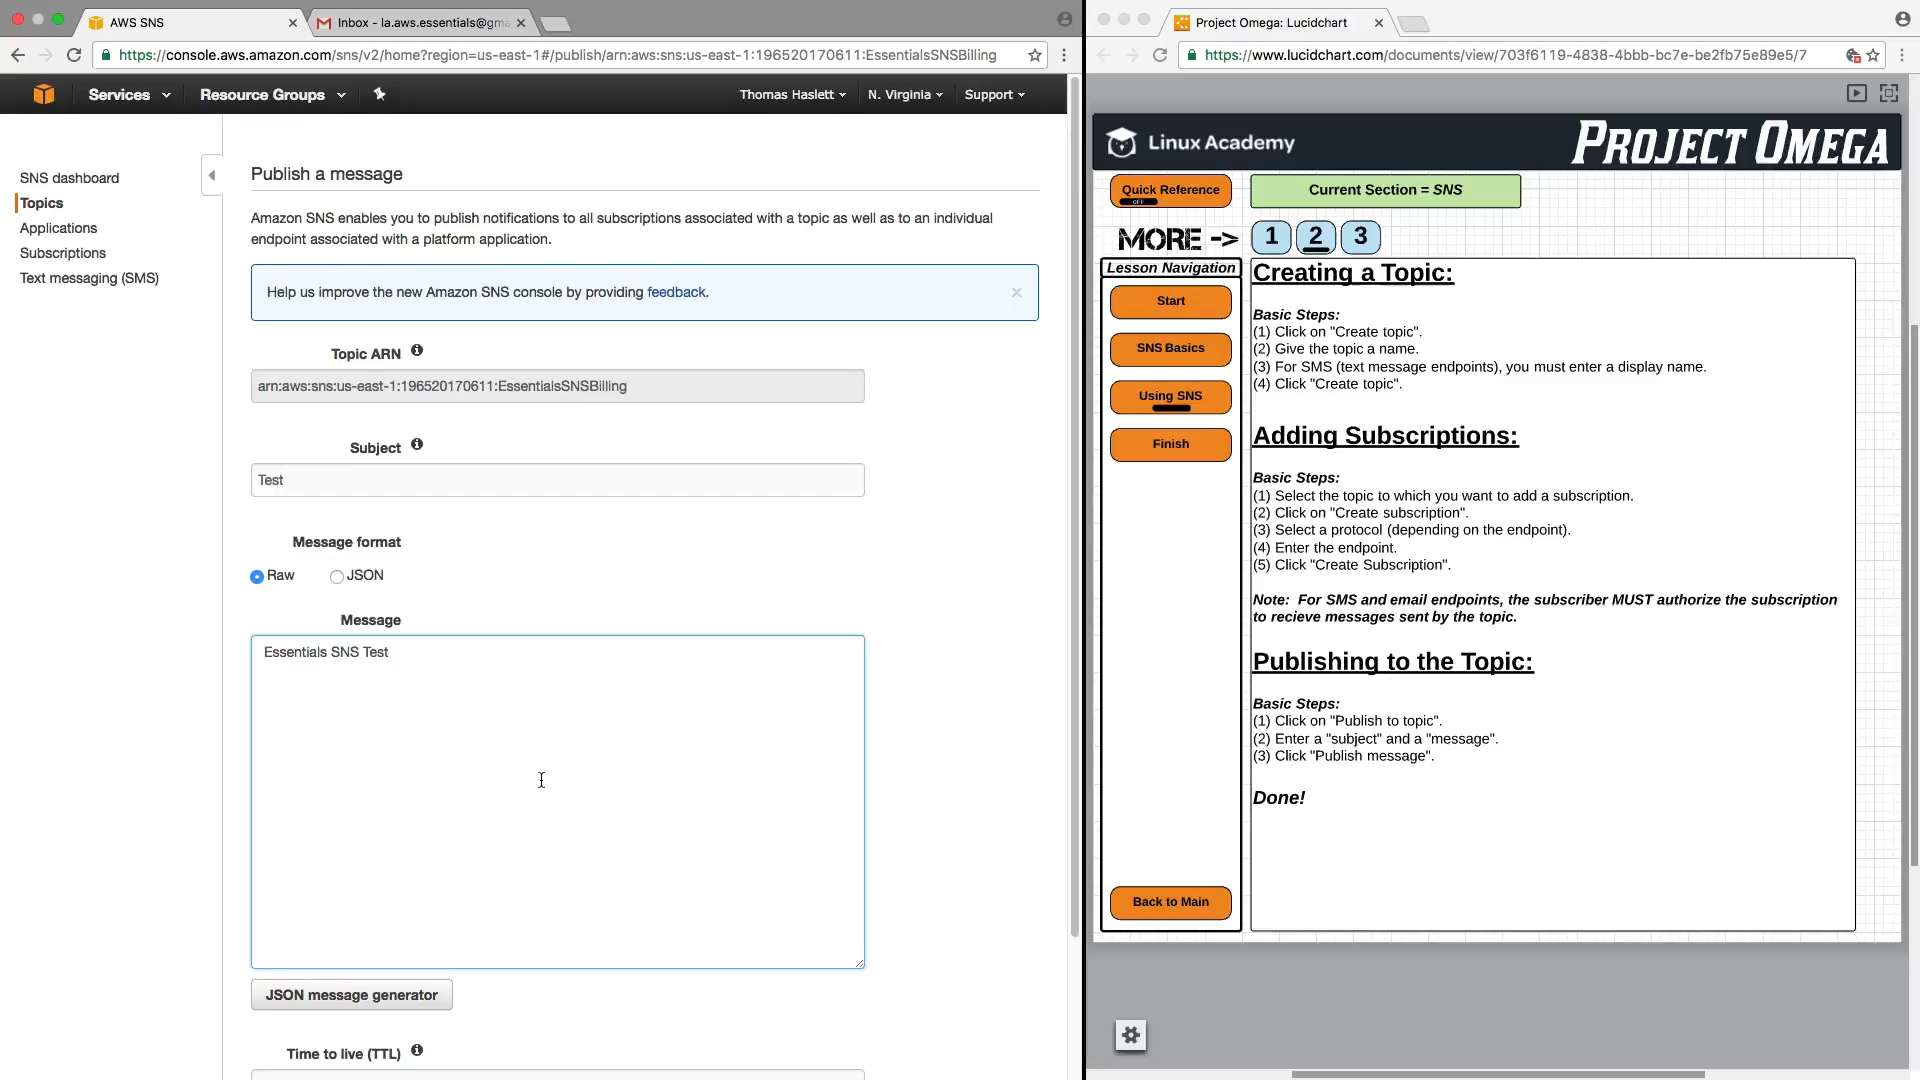 AWS SNS
Inbox - la.aws.essentials@gma
https://console.aws.amazon.com/sns/v2/home?region=us-east-1#/publish/arn:aws:sns:us-east-1:196520170611:EssentialsSNSBilling
Services
Resource Groups
Thomas Haslett
N. Virginia
Support
SNS dashboard
Topics
Applications
Subscriptions
Text messaging (SMS)
Publish a message
Amazon SNS enables you to publish notifications to all subscriptions associated with a topic as well as to an individual
endpoint associated with a platform application.
Help us improve the new Amazon SNS console by providing feedback.
Topic ARN
arn:aws:sns:us-east-1:196520170611:EssentialsSNSBilling
Subject
Test
Message format
Raw
JSON
Message
Essentials SNS Test
JSON message generator
Time to live (TTL)
Project Omega: Lucidchart
https://www.lucidchart.com/documents/view/703f6119-4838-4bbb-bc7e-be2fb75e89e5/7
Linux Academy
PROJECT OMEGA
Quick Reference
OFF
Current Section = SNS
MORE ->
1
2
3
Lesson Navigation
Start
SNS Basics
Using SNS
Finish
Back to Main
Creating a Topic:
Basic Steps:
(1) Click on "Create topic".
(2) Give the topic a name.
(3) For SMS (text message endpoints), you must enter a display name.
(4) Click "Create topic".
Adding Subscriptions:
Basic Steps:
(1) Select the topic to which you want to add a subscription.
(2) Click on "Create subscription".
(3) Select a protocol (depending on the endpoint).
(4) Enter the endpoint.
(5) Click "Create Subscription".
Note: For SMS and email endpoints, the subscriber MUST authorize the subscription
to recieve messages sent by the topic.
Publishing to the Topic:
Basic Steps:
(1) Click on "Publish to topic".
(2) Enter a "subject" and a "message".
(3) Click "Publish message".
Done!